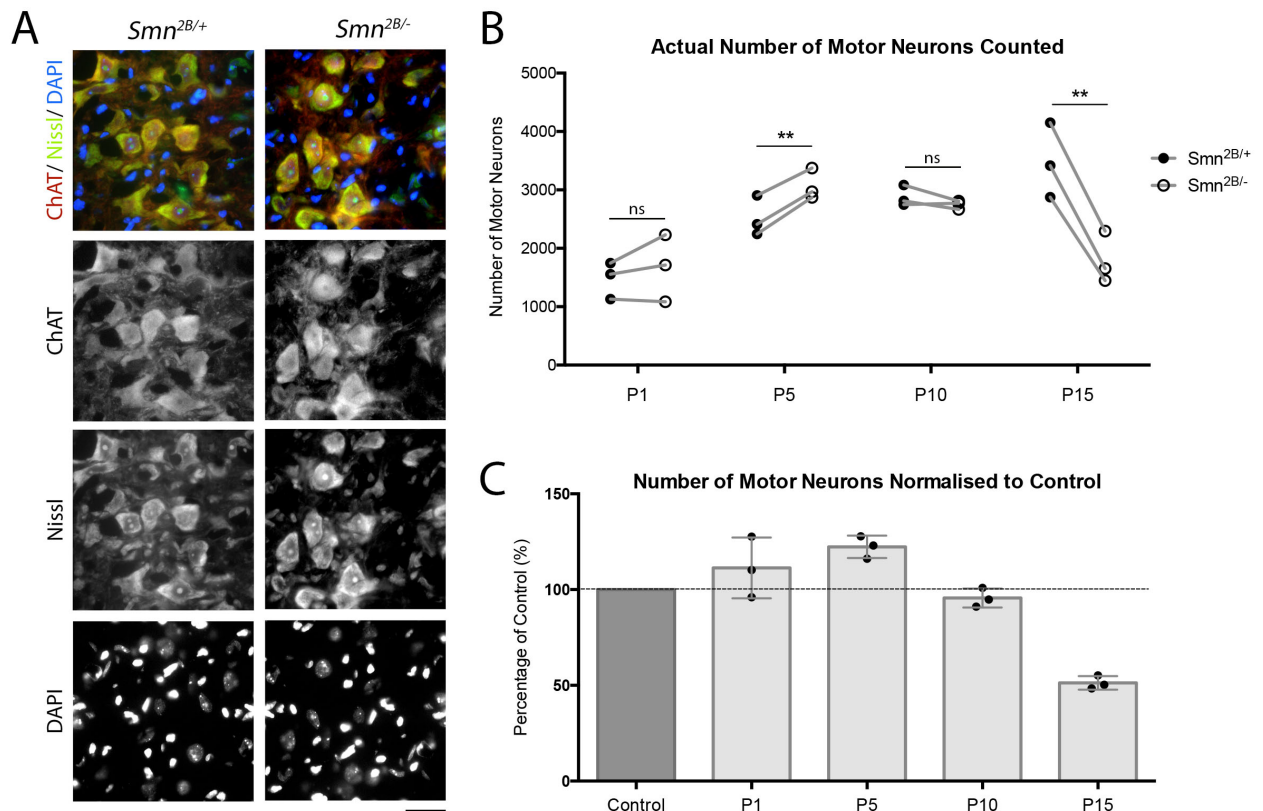 A
Smn2B/+
Smn2B/-
ChAT/ Nissl/ DAPI
ChAT
Nissl
DAPI
B
Actual Number of Motor Neurons Counted
Number of Motor Neurons
5000
4000
3000
2000
1000
0
ns
**
ns
**
P1
P5
P10
P15
Smn2B/+
Smn2B/-
C
Number of Motor Neurons Normalised to Control
Percentage of Control (%)
150
100
50
0
Control
P1
P5
P10
P15